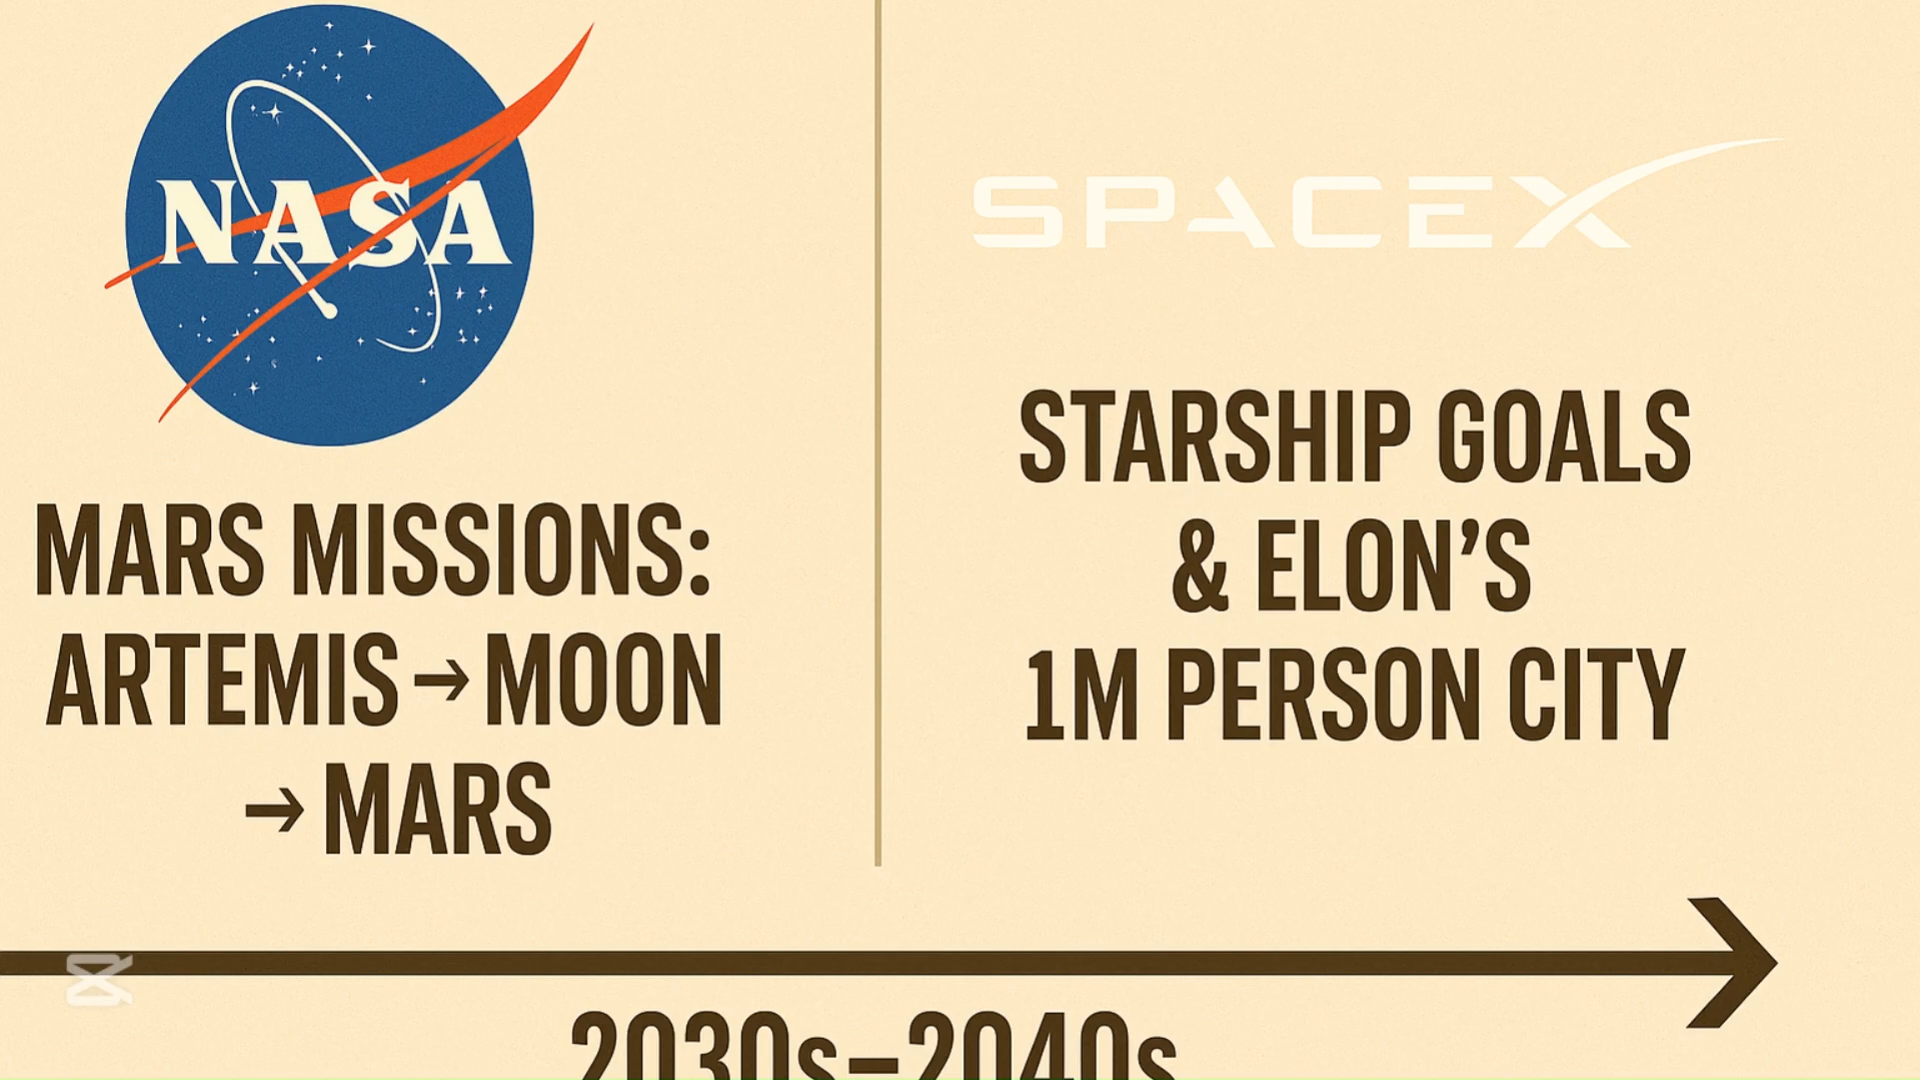 NASA
MARS MISSIONS:
ARTEMIS→MOON
→MARS
SPACEX
STARSHIP GOALS
& ELON’S
1M PERSON CITY
2030s–2040s